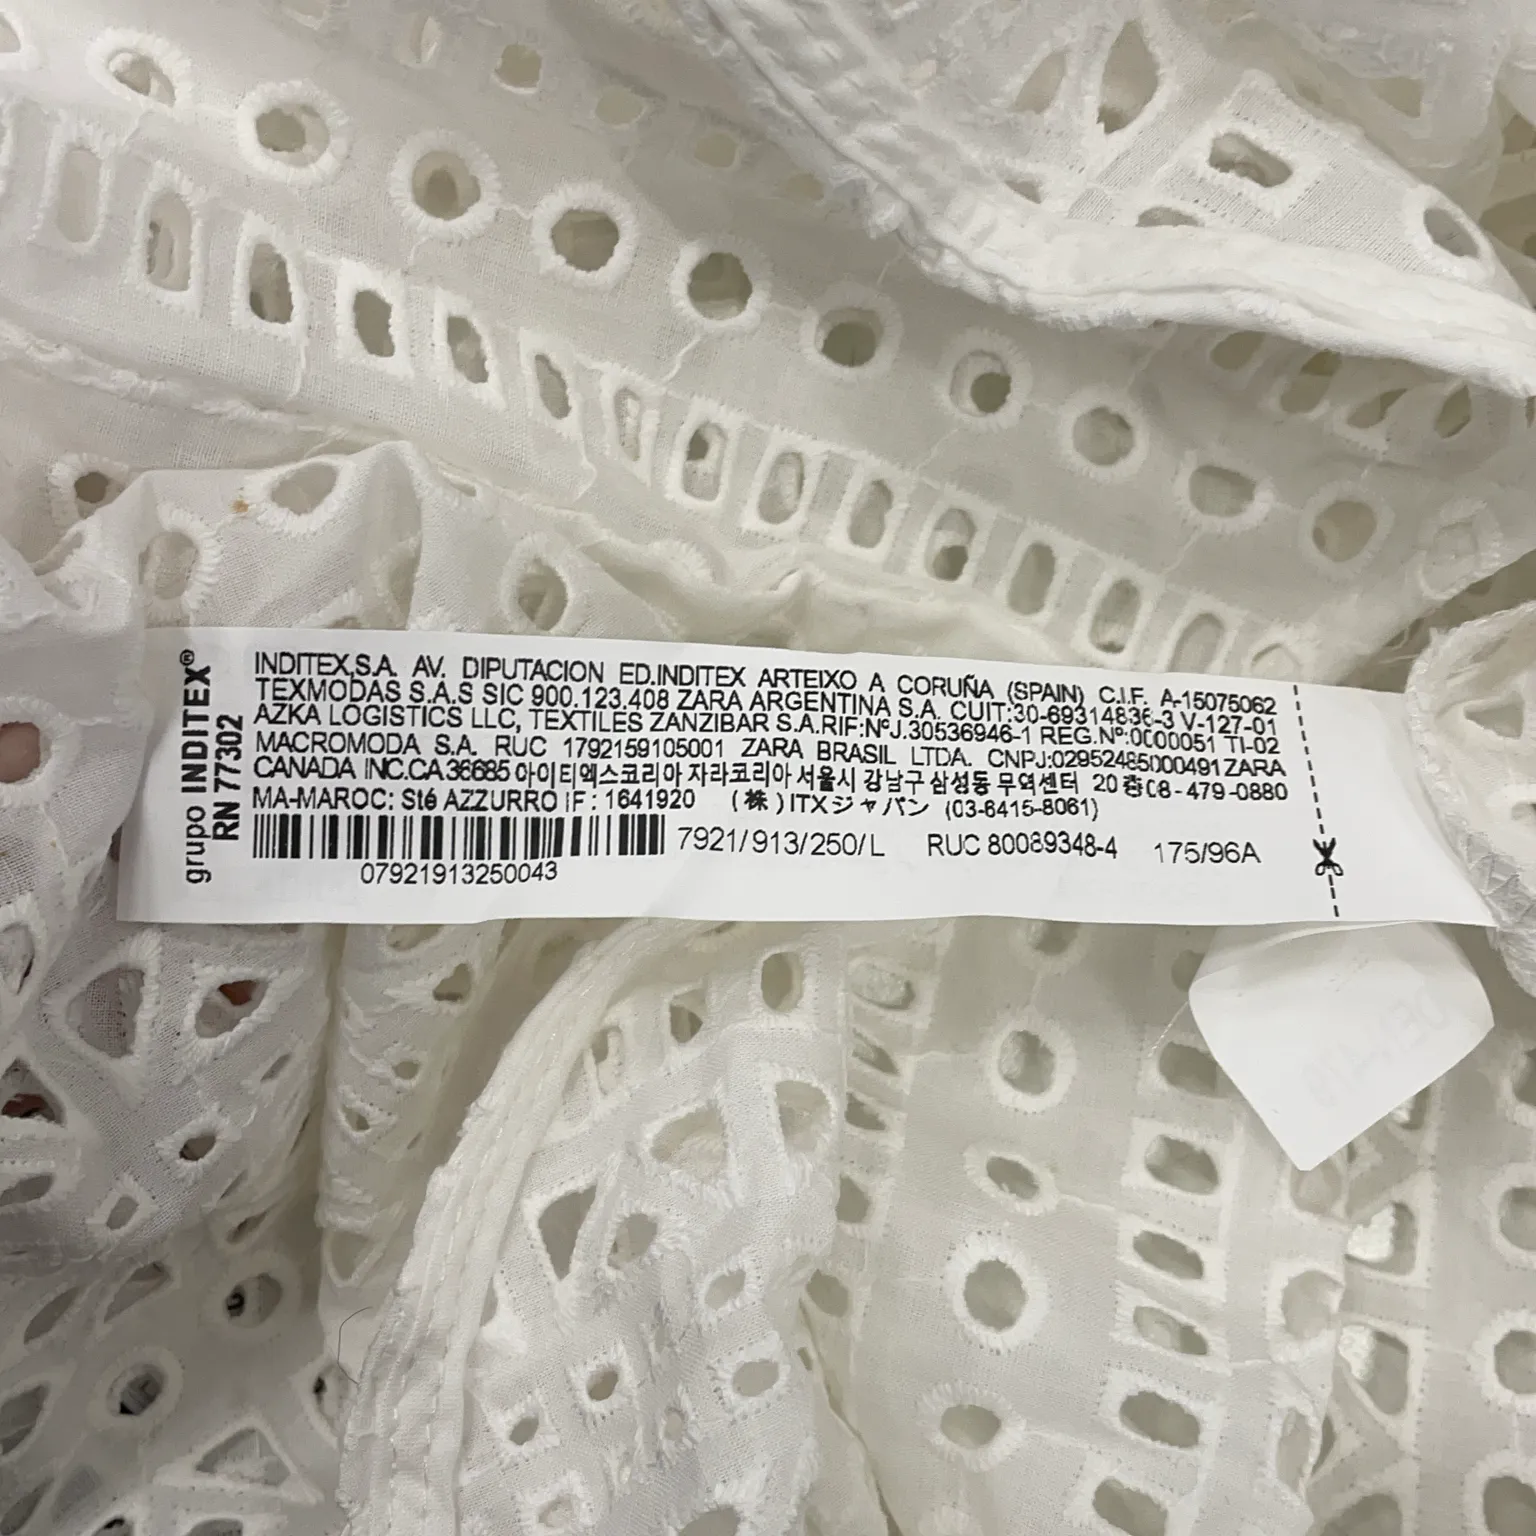 grupo INDITEX®
RN 77302
INDITEX,S.A. AV. DIPUTACION ED.INDITEX ARTEIXO A CORUÑA (SPAIN) C.I.F. A-15075062
TEXMODAS S.A.S SIC 900.123.408 ZARA ARGENTINA S.A. CUIT:30-69314836-3 V-127-01
AZKA LOGISTICS LLC, TEXTILES ZANZIBAR S.A.RIF:NºJ.30536946-1 REG.Nº:0000051 TI-02
MACROMODA S.A. RUC 1792159105001 ZARA BRASIL LTDA. CNPJ:02952485000491 ZARA
CANADA INC.CA36685 아이티엑스코리아 자라코리아 서울시 강남구 삼성동 무역센터 20층 08-479-0880
MA-MAROC: Sté AZZURRO IF: 1641920 (株)ITXジャパン (03-6415-8061)
7921/913/250/L RUC 80089348-4 175/96A
07921913250043